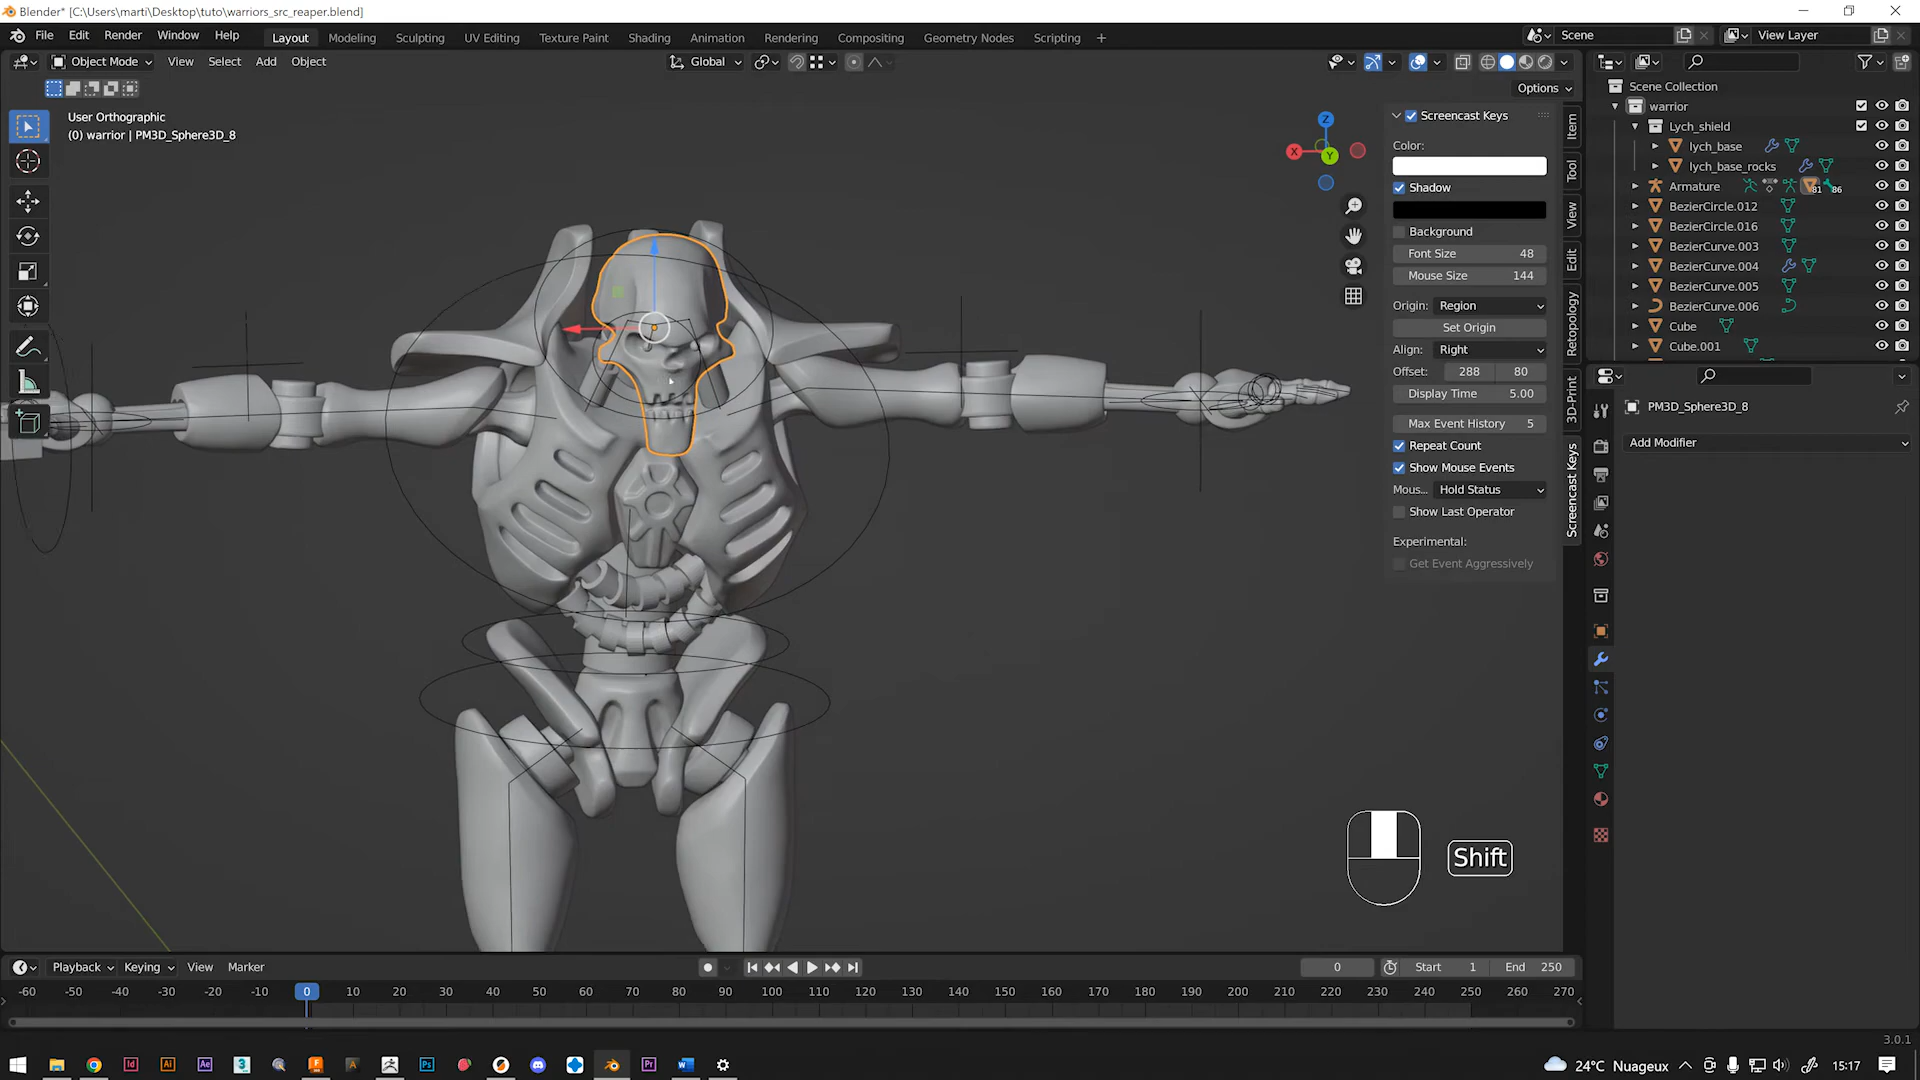 Blender* [C:\Users\marti\Desktop\tuto\warriors_src_reaper.blend]
File Edit Render Window Help Layout Modeling Sculpting UV Editing Texture Paint Shading Animation Rendering Compositing Geometry Nodes Scripting + Scene View Layer
Object Mode View Select Add Object Global
Options
User Orthographic
(0) warrior | PM3D_Sphere3D_8
Z
X
Y
Screencast Keys
Color:
Shadow
Background
Font Size 48
Mouse Size 144
Origin: Region
Set Origin
Align: Right
Offset: 288 80
Display Time 5.00
Max Event History 5
Repeat Count
Show Mouse Events
Mous... Hold Status
Show Last Operator
Experimental:
Get Event Aggressively
Item
Tool
View
Edit
Retopology
3D-Print
Screencast Keys
Scene Collection
warrior
Lych_shield
lych_base
lych_base_rocks
Armature 81 86
BezierCircle.012
BezierCircle.016
BezierCurve.003
BezierCurve.004
BezierCurve.005
BezierCurve.006
Cube
Cube.001
PM3D_Sphere3D_8
Add Modifier
Shift
Playback Keying View Marker 0 Start 1 End 250
-60 -50 -40 -30 -20 -10 0 10 20 30 40 50 60 70 80 90 100 110 120 130 140 150 160 170 180 190 200 210 220 230 240 250 260 270
3.0.1
24°C Nuageux 15:17